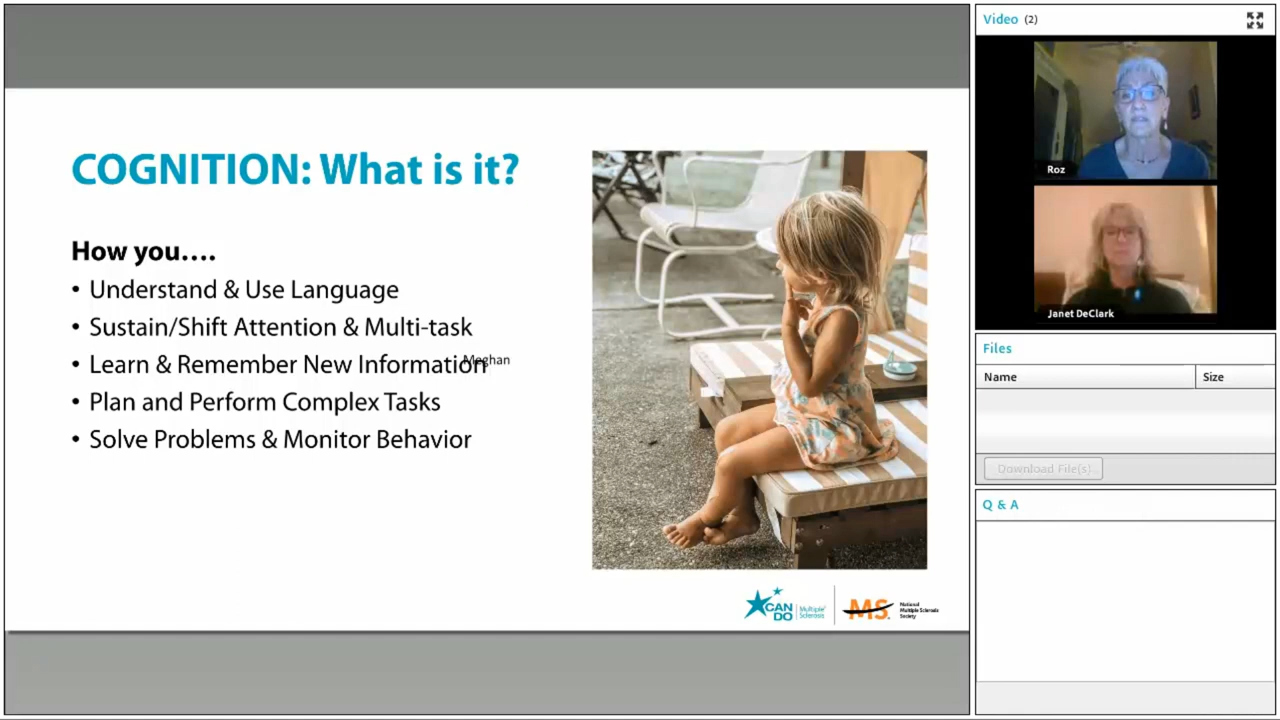 COGNITION: What is it?
How you....
• Understand & Use Language
• Sustain/Shift Attention & Multi-task
• Learn & Remember New Information
Meghan
• Plan and Perform Complex Tasks
• Solve Problems & Monitor Behavior
CAN DO
Multiple Sclerosis
MS
National
Multiple Sclerosis
Society
Video (2)
Roz
Janet DeClark
Files
Name Size
Download File(s)
Q & A